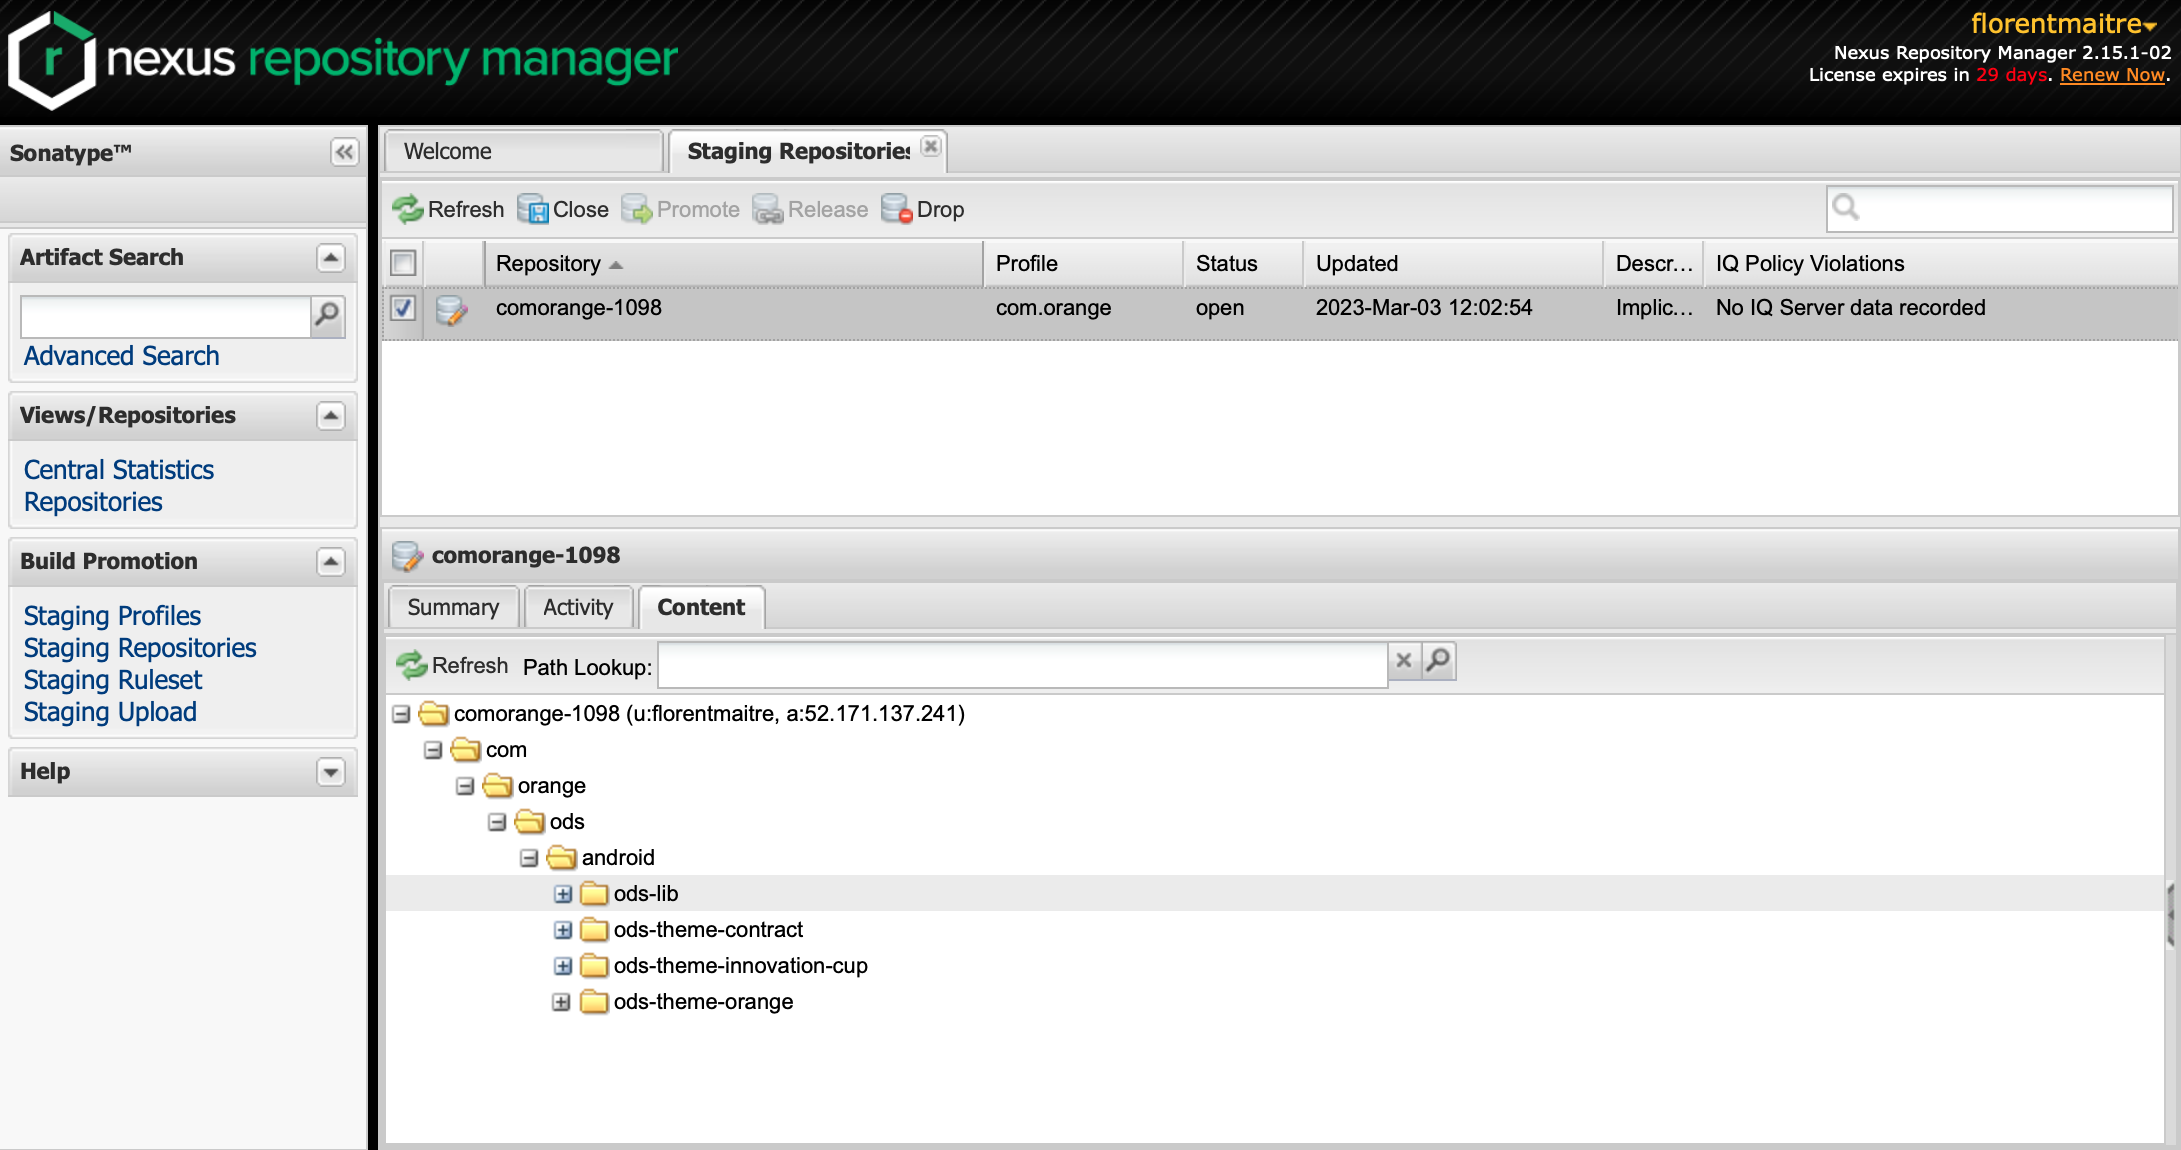 nexus repository manager
florentmaitre
Nexus Repository Manager 2.15.1-02
License expires in 29 days. Renew Now.
Sonatype™
Welcome
Staging Repositories
Refresh Close Promote Release Drop
Artifact Search
Advanced Search
Views/Repositories
Central Statistics
Repositories
Build Promotion
Staging Profiles
Staging Repositories
Staging Ruleset
Staging Upload
Help
Repository Profile Status Updated Descr... IQ Policy Violations
comorange-1098 com.orange open 2023-Mar-03 12:02:54 Implic... No IQ Server data recorded
comorange-1098
Summary Activity Content
Refresh Path Lookup:
comorange-1098 (u:florentmaitre, a:52.171.137.241)
com
orange
ods
android
ods-lib
ods-theme-contract
ods-theme-innovation-cup
ods-theme-orange